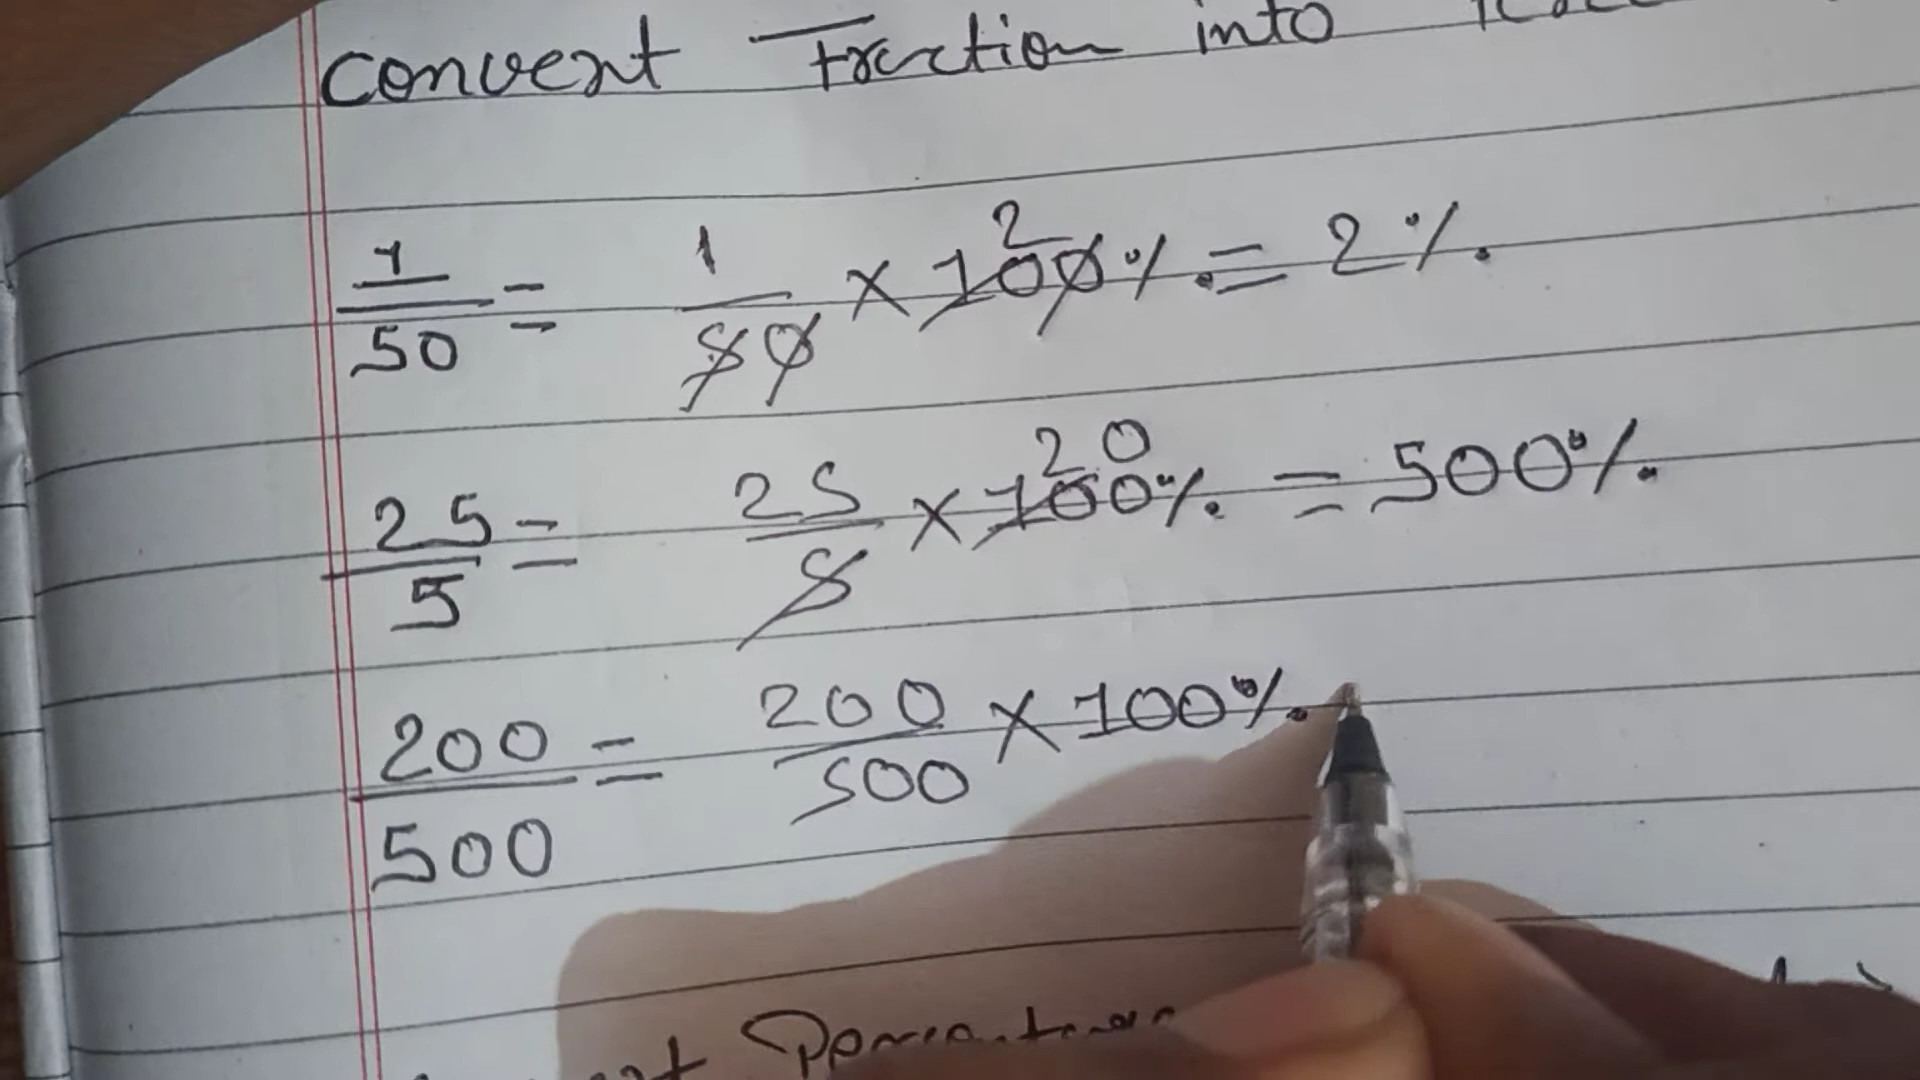 convert Fraction into
1/50 = 1/50 × 100% 2 = 2%
25/5 = 25/5 × 100% 20 = 500%
200/500 = 200/500 × 100%